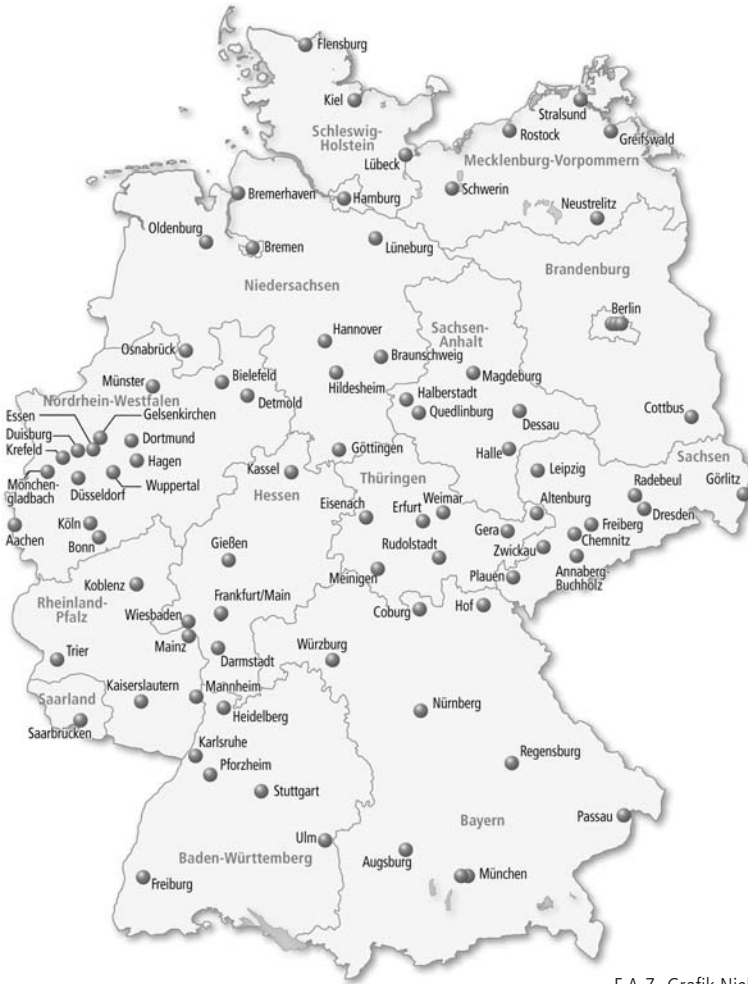 Flensburg
Kiel
Schleswig-
Holstein
Lübeck
Stralsund
Rostock
Greifswald
Mecklenburg-Vorpommern
Schwerin
Neustrelitz
Bremerhaven
Hamburg
Oldenburg
Bremen
Lüneburg
Niedersachsen
Brandenburg
Berlin
Hannover
Sachsen-
Anhalt
Osnabrück
Braunschweig
Münster
Bielefeld
Hildesheim
Magdeburg
Nordrhein-Westfalen
Detmold
Halberstadt
Quedlinburg
Dessau
Cottbus
Essen
Gelsenkirchen
Duisburg
Dortmund
Krefeld
Hagen
Göttingen
Halle
Sachsen
Mönchen-
gladbach
Düsseldorf
Wuppertal
Kassel
Hessen
Thüringen
Leipzig
Radebeul
Görlitz
Eisenach
Erfurt
Weimar
Altenburg
Dresden
Aachen
Köln
Bonn
Gera
Freiberg
Chemnitz
Gießen
Rudolstadt
Zwickau
Annaberg-
Buchholz
Meinigen
Plauen
Koblenz
Frankfurt/Main
Coburg
Hof
Rheinland-
Pfalz
Wiesbaden
Mainz
Trier
Darmstadt
Würzburg
Kaiserslautern
Mannheim
Saarland
Heidelberg
Nürnberg
Saarbrücken
Karlsruhe
Pforzheim
Regensburg
Stuttgart
Passau
Ulm
Bayern
Baden-Württemberg
Augsburg
Freiburg
München
F.A.Z.-Grafik